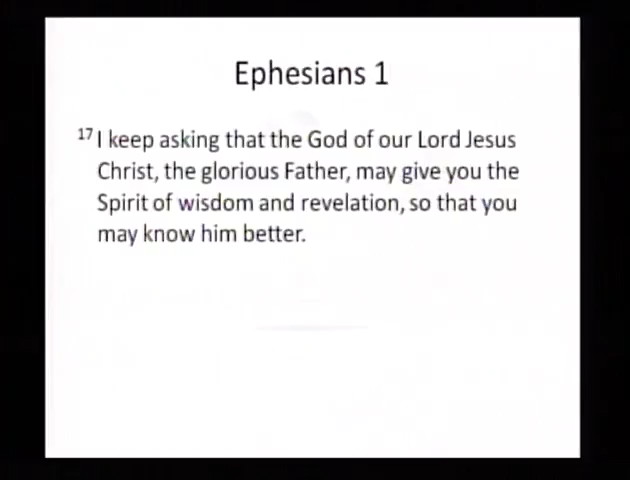 Ephesians 1
17 I keep asking that the God of our Lord Jesus
Christ, the glorious Father, may give you the
Spirit of wisdom and revelation, so that you
may know him better.